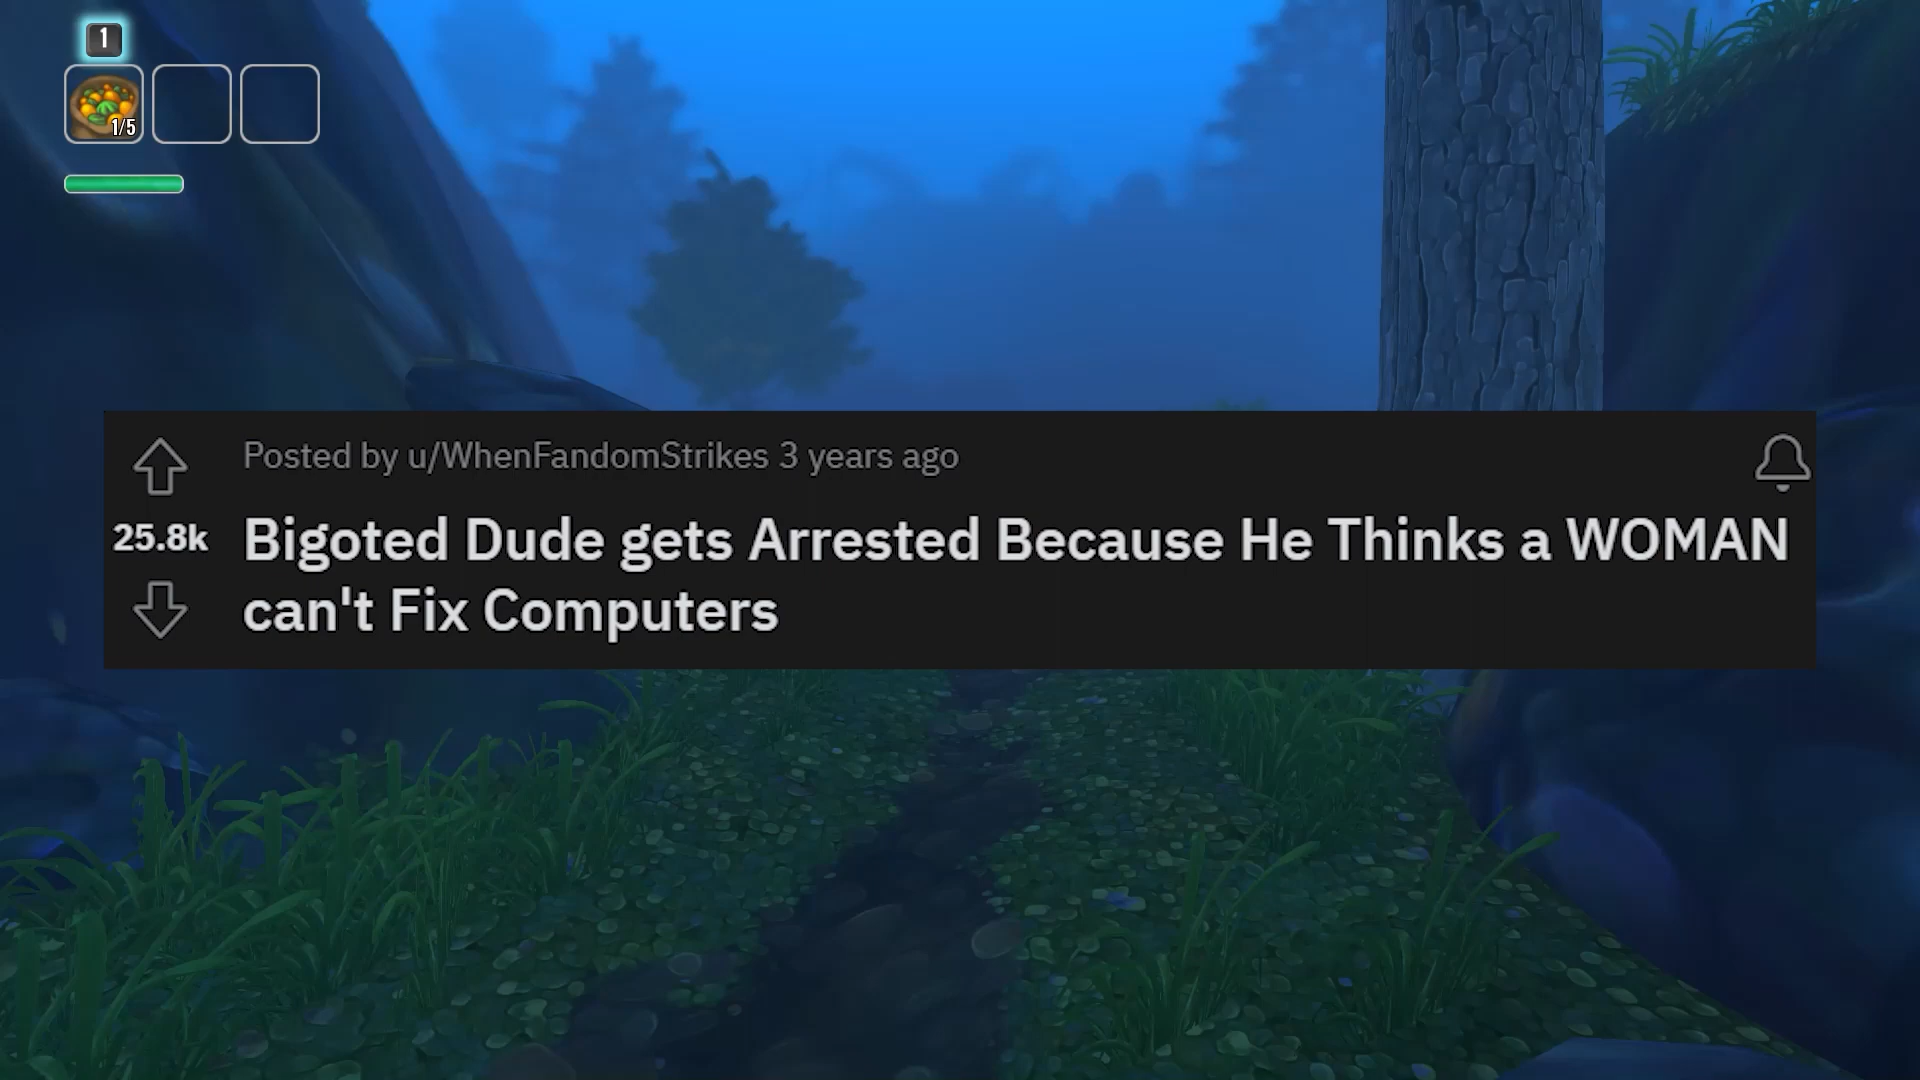 1
1/5
Posted by u/WhenFandomStrikes 3 years ago
25.8k
Bigoted Dude gets Arrested Because He Thinks a WOMAN
can't Fix Computers